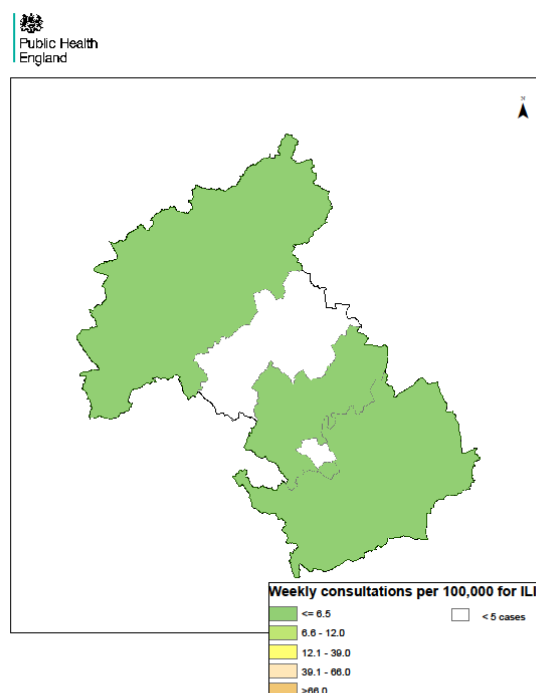 Public Health
England
N
Weekly consultations per 100,000 for ILI
<= 6.5
< 5 cases
6.6 - 12.0
12.1 - 39.0
39.1 - 66.0
>66.0